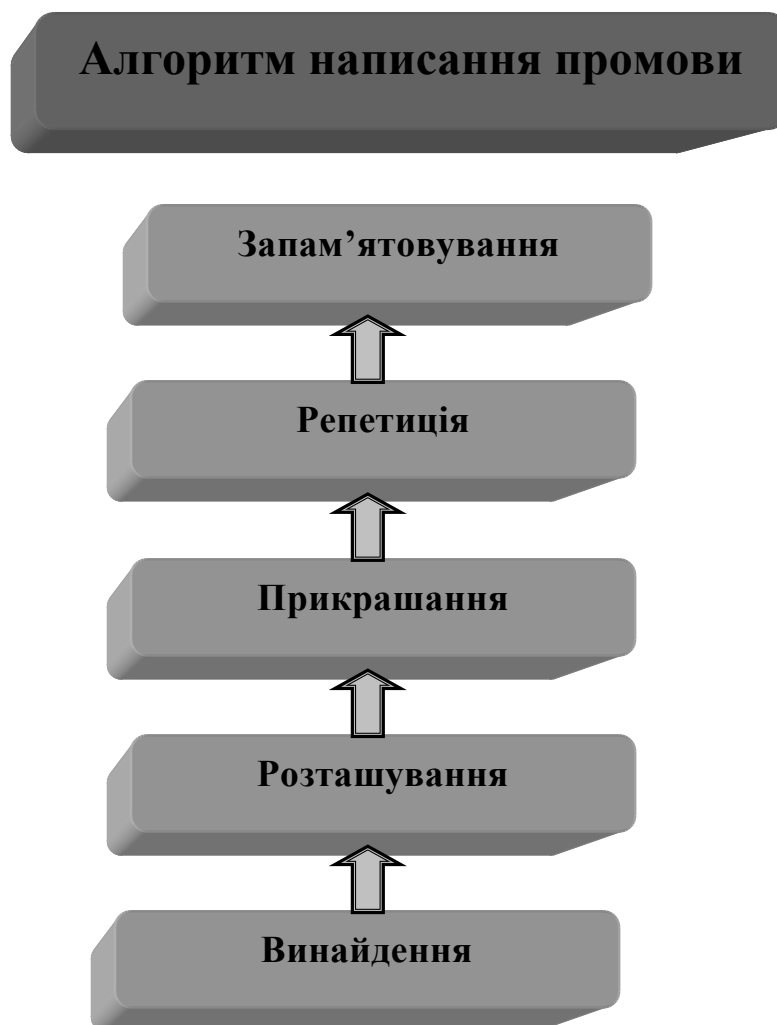 Алгоритм написання промови
Запам’ятовування
Репетиція
Прикрашання
Розташування
Винайдення